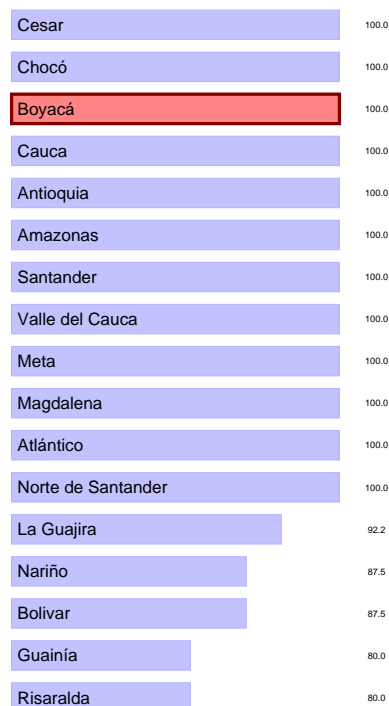 Cesar 100.0
Chocó 100.0
Boyacá 100.0
Cauca 100.0
Antioquia 100.0
Amazonas 100.0
Santander 100.0
Valle del Cauca 100.0
Meta 100.0
Magdalena 100.0
Atlántico 100.0
Norte de Santander 100.0
La Guajira 92.2
Nariño 87.5
Bolivar 87.5
Guainía 80.0
Risaralda 80.0